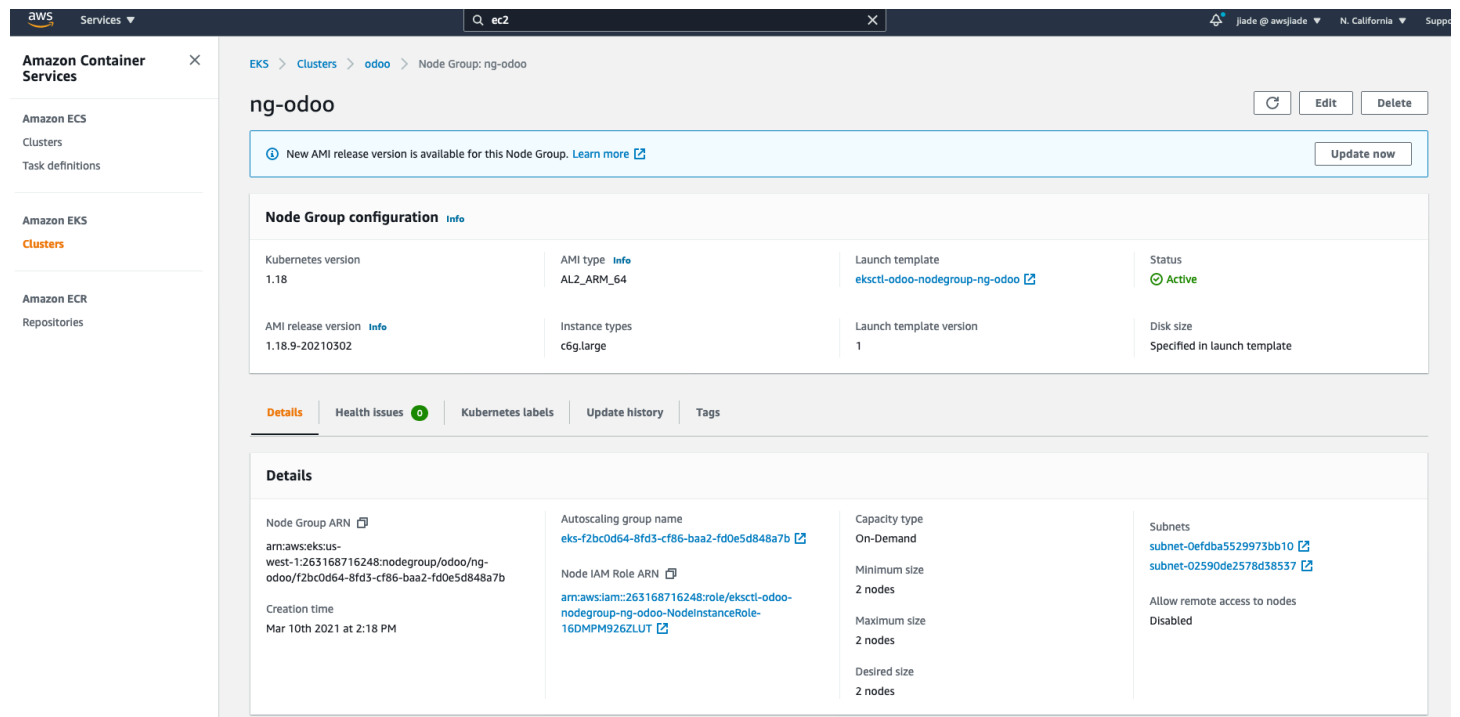 aws
Services ▼
ec2
jiade @ awsjiade ▼
N. California ▼
Amazon Container
Services
Amazon ECS
Clusters
Task definitions
Amazon EKS
Clusters
Amazon ECR
Repositories
EKS > Clusters > odoo > Node Group: ng-odoo
ng-odoo
Edit
Delete
New AMI release version is available for this Node Group. Learn more
Update now
Node Group configuration Info
Kubernetes version
1.18
AMI type Info
AL2_ARM_64
Launch template
eksctl-odoo-nodegroup-ng-odoo
Status
Active
AMI release version Info
1.18.9-20210302
Instance types
c6g.large
Launch template version
1
Disk size
Specified in launch template
Details
Health issues 0
Kubernetes labels
Update history
Tags
Details
Node Group ARN
arn:aws:eks:us-
west-1:263168716248:nodegroup/odoo/ng-
odoo/f2bc0d64-8fd3-cf86-baa2-fd0e5d848a7b
Creation time
Mar 10th 2021 at 2:18 PM
Autoscaling group name
eks-f2bc0d64-8fd3-cf86-baa2-fd0e5d848a7b
Node IAM Role ARN
arn:aws:iam::263168716248:role/eksctl-odoo-
nodegroup-ng-odoo-NodeInstanceRole-
16DMPM926ZLUT
Capacity type
On-Demand
Minimum size
2 nodes
Maximum size
2 nodes
Desired size
2 nodes
Subnets
subnet-0efdba5529973bb10
subnet-02590de2578d38537
Allow remote access to nodes
Disabled